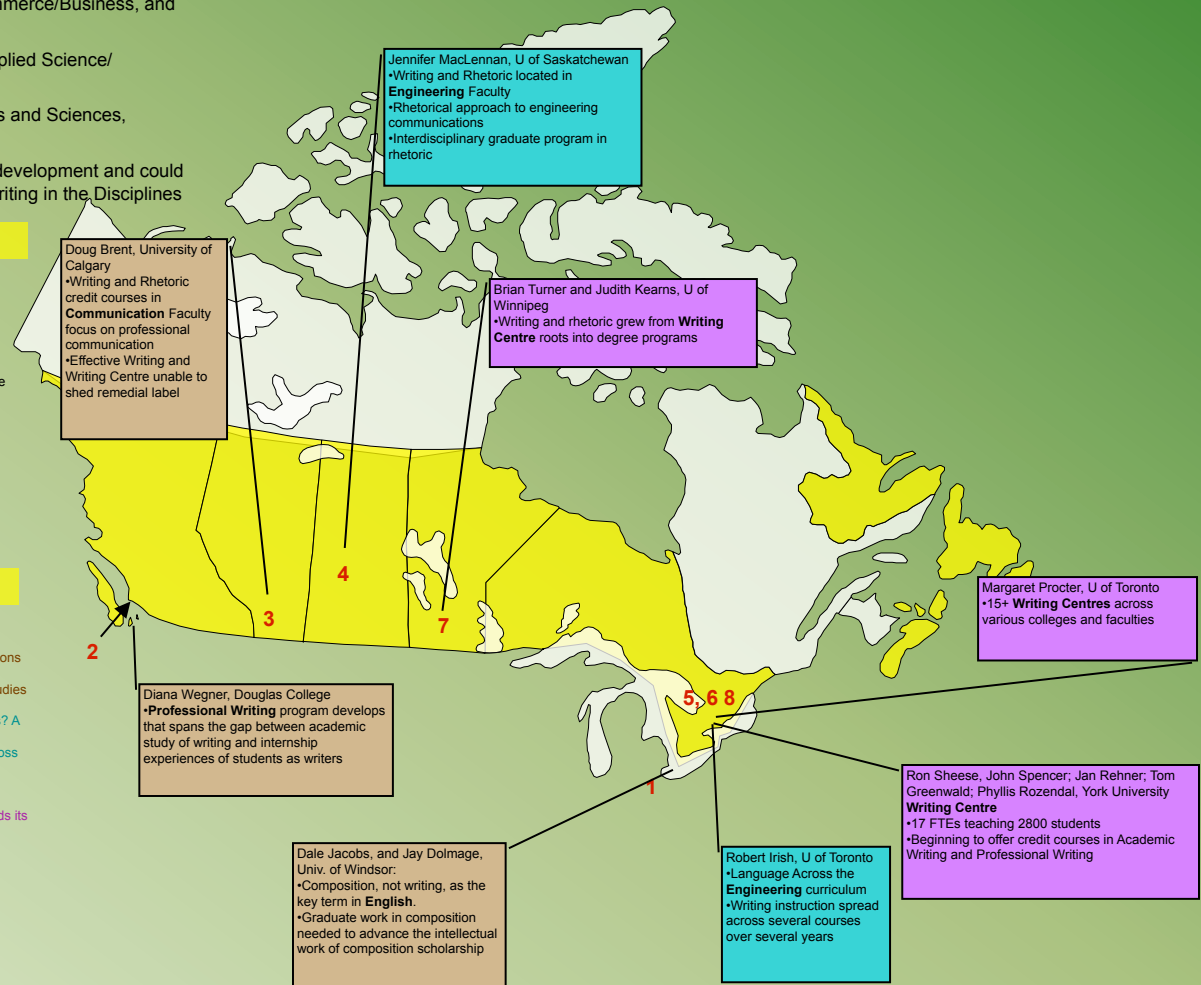 mmerce/Business, and
plied Science/
s and Sciences,
development and could
riting in the Disciplines
Jennifer MacLennan, U of Saskatchewan
•Writing and Rhetoric located in
Engineering Faculty
•Rhetorical approach to engineering
communications
•Interdisciplinary graduate program in
rhetoric
Doug Brent, University of
Calgary
•Writing and Rhetoric
credit courses in
Communication Faculty
focus on professional
communication
•Effective Writing and
Writing Centre unable to
shed remedial label
Brian Turner and Judith Kearns, U of
Winnipeg
•Writing and rhetoric grew from Writing
Centre roots into degree programs
e
4
3
7
2
5, 6 8
1
Margaret Procter, U of Toronto
•15+ Writing Centres across
various colleges and faculties
ons
udies
s? A
oss
ds its
Diana Wegner, Douglas College
•Professional Writing program develops
that spans the gap between academic
study of writing and internship
experiences of students as writers
Ron Sheese, John Spencer; Jan Rehner; Tom
Greenwald; Phyllis Rozendal, York University
Writing Centre
•17 FTEs teaching 2800 students
•Beginning to offer credit courses in Academic
Writing and Professional Writing
Dale Jacobs, and Jay Dolmage,
Univ. of Windsor:
•Composition, not writing, as the
key term in English.
•Graduate work in composition
needed to advance the intellectual
work of composition scholarship
Robert Irish, U of Toronto
•Language Across the
Engineering curriculum
•Writing instruction spread
across several courses
over several years